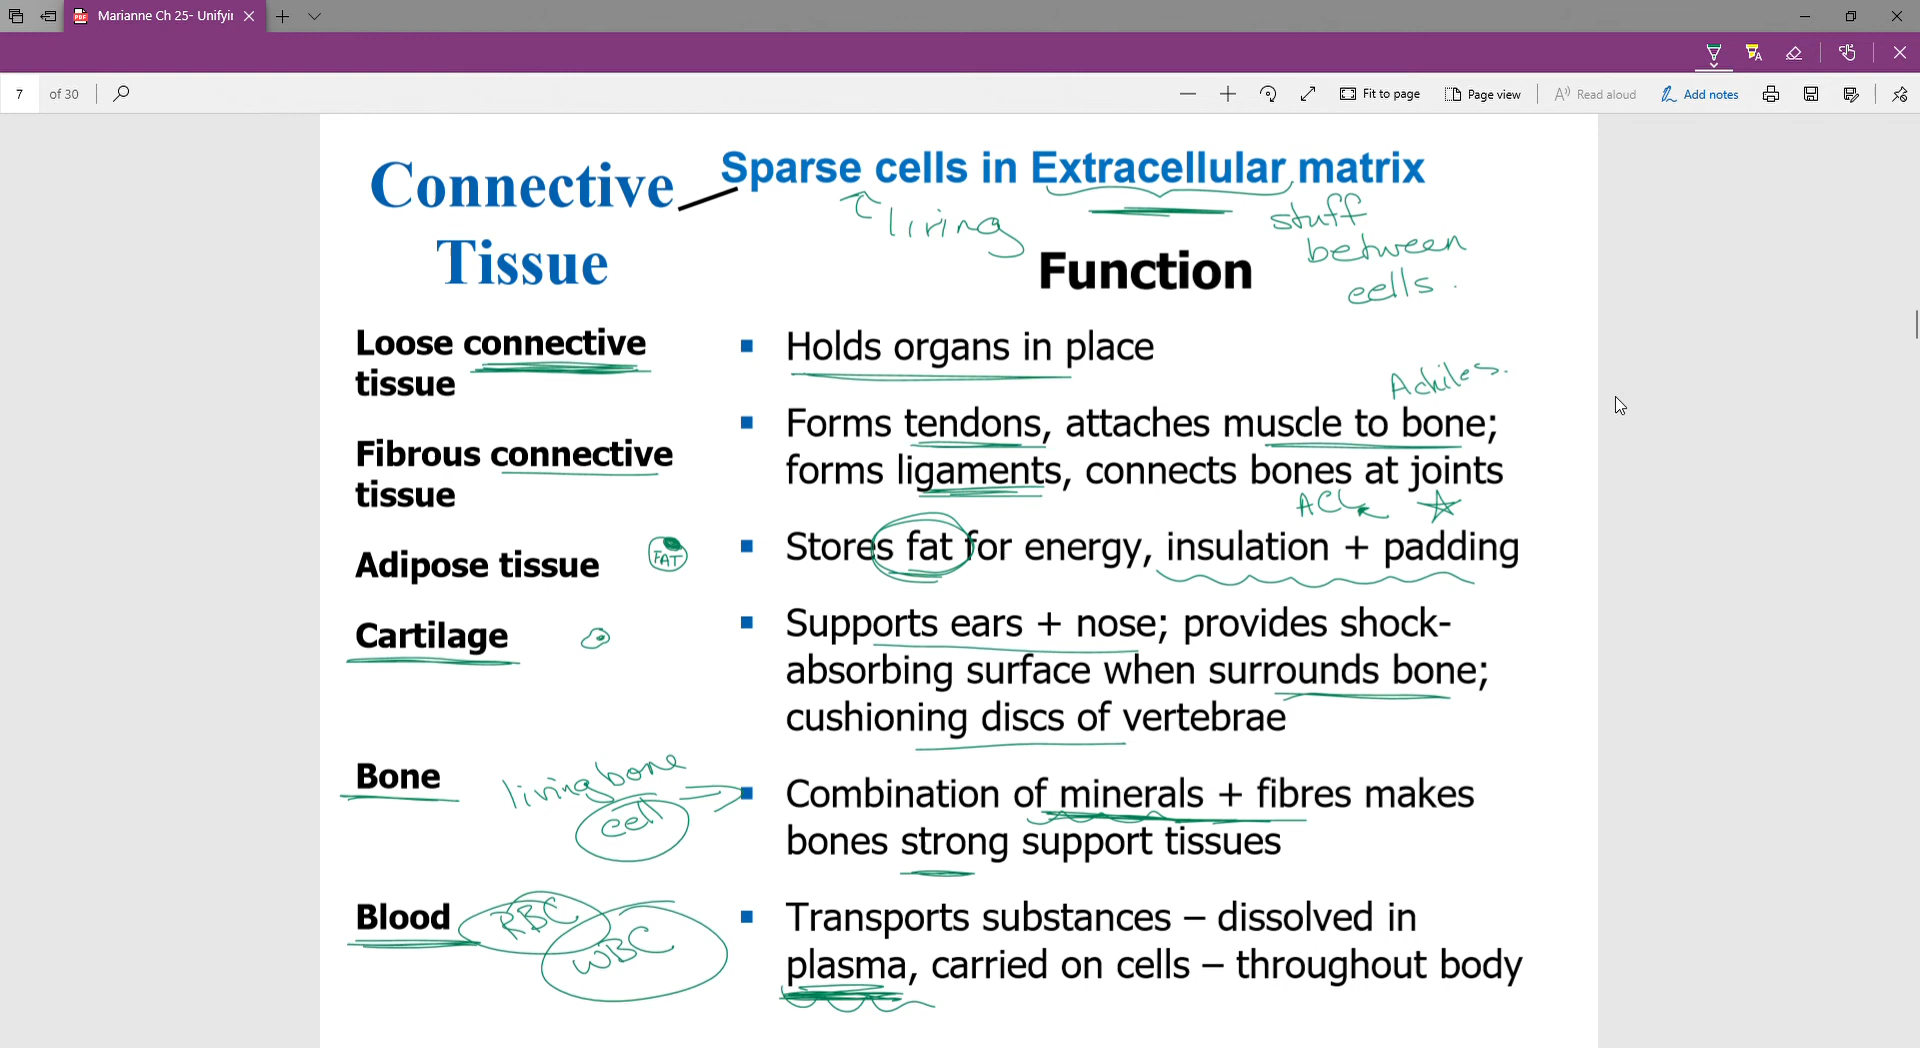 Marianne Ch 25- Unifyi
7 of 30
Fit to page
Page view
Read aloud
Add notes
Connective Tissue
Sparse cells in Extracellular matrix
living
stuff
between
cells.
Function
Loose connective
tissue
Holds organs in place
Achiles.
Fibrous connective
tissue
Forms tendons, attaches muscle to bone;
forms ligaments, connects bones at joints
ACL
Adipose tissue
FAT
Stores fat for energy, insulation + padding
Cartilage
Supports ears + nose; provides shock-
absorbing surface when surrounds bone;
cushioning discs of vertebrae
Bone
living bone
cell
Combination of minerals + fibres makes
bones strong support tissues
Blood
RBC
WBC
Transports substances – dissolved in
plasma, carried on cells – throughout body